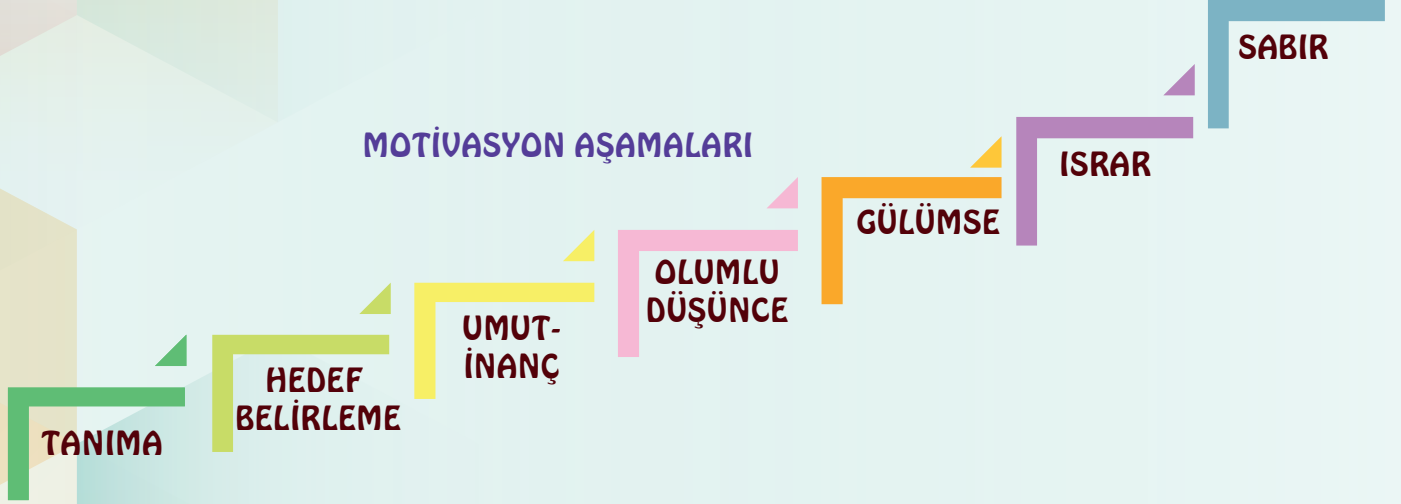 MOTİVASYON AŞAMALARI
TANIMA
HEDEF
BELİRLEME
UMUT-
İNANÇ
OLUMLU
DÜŞÜNCE
GÜLÜMSE
ISRAR
SABIR